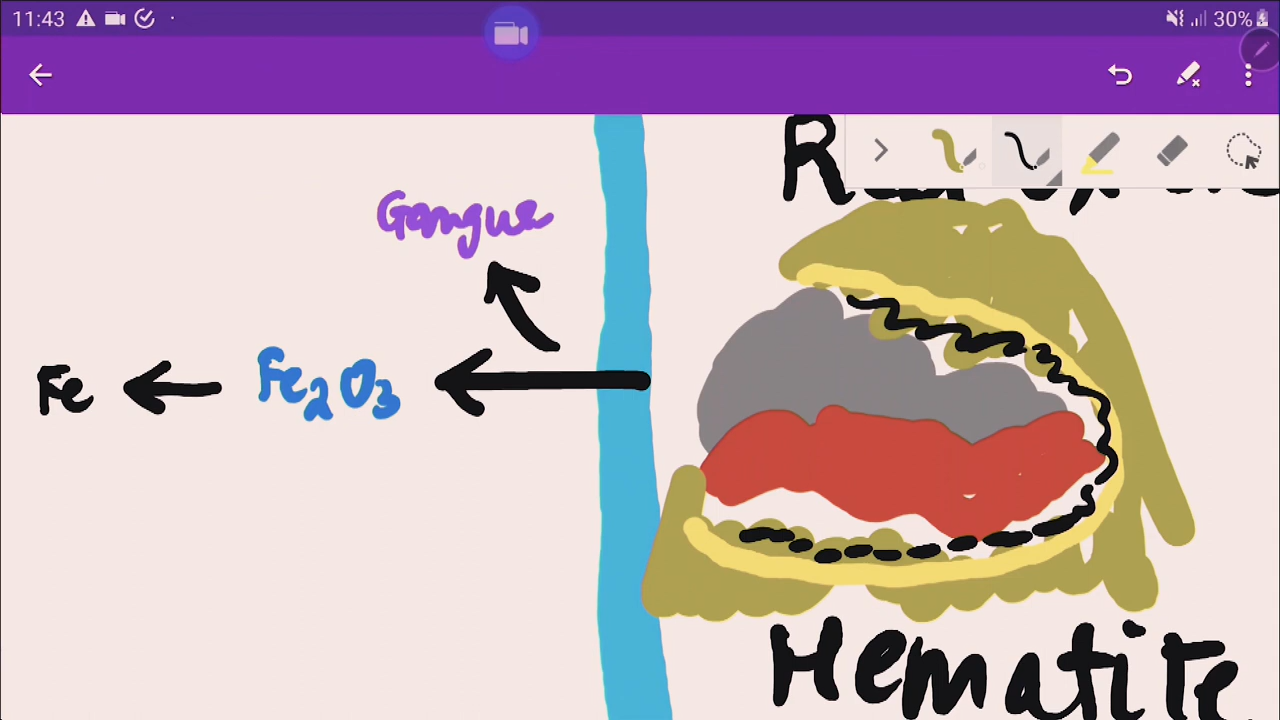 11:43
30%
Gangue
Fe ← Fe2O3 ←
Hematite